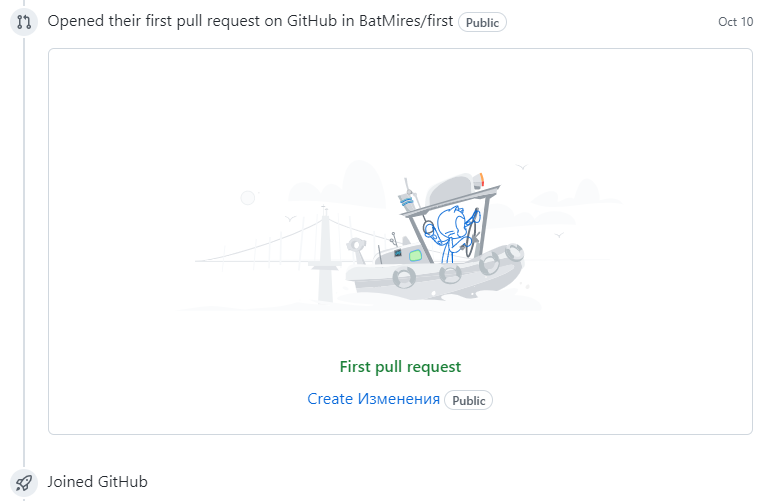 Opened their first pull request on GitHub in BatMires/first Public Oct 10
First pull request
Create Изменения Public
Joined GitHub